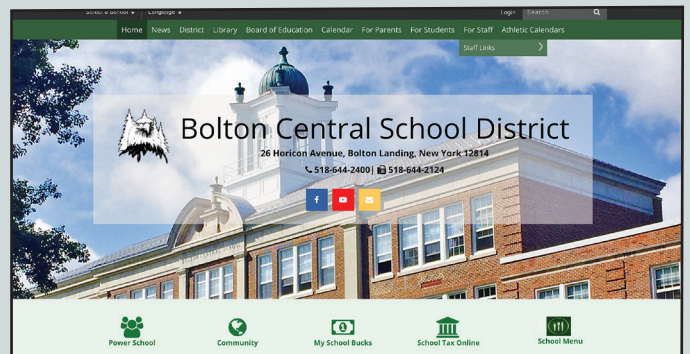 Select a School Language
Login Search
Home News District Library Board of Education Calendar For Parents For Students For Staff Athletic Calendars
Staff Links
Bolton Central School District
26 Horicon Avenue, Bolton Landing, New York 12814
518-644-2400| 518-644-2124
Power School Community My School Bucks School Tax Online School Menu